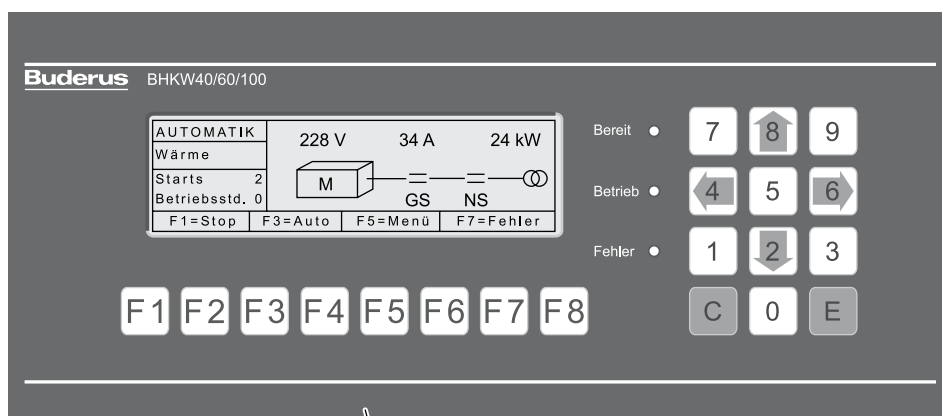 Buderus BHKW40/60/100
AUTOMATIK
Wärme
Starts 2
Betriebsstd. 0
228 V 34 A 24 kW
M
GS NS
F1=Stop F3=Auto F5=Menü F7=Fehler
Bereit
Betrieb
Fehler
7 8 9
4 5 6
1 2 3
C 0 E
F1 F2 F3 F4 F5 F6 F7 F8